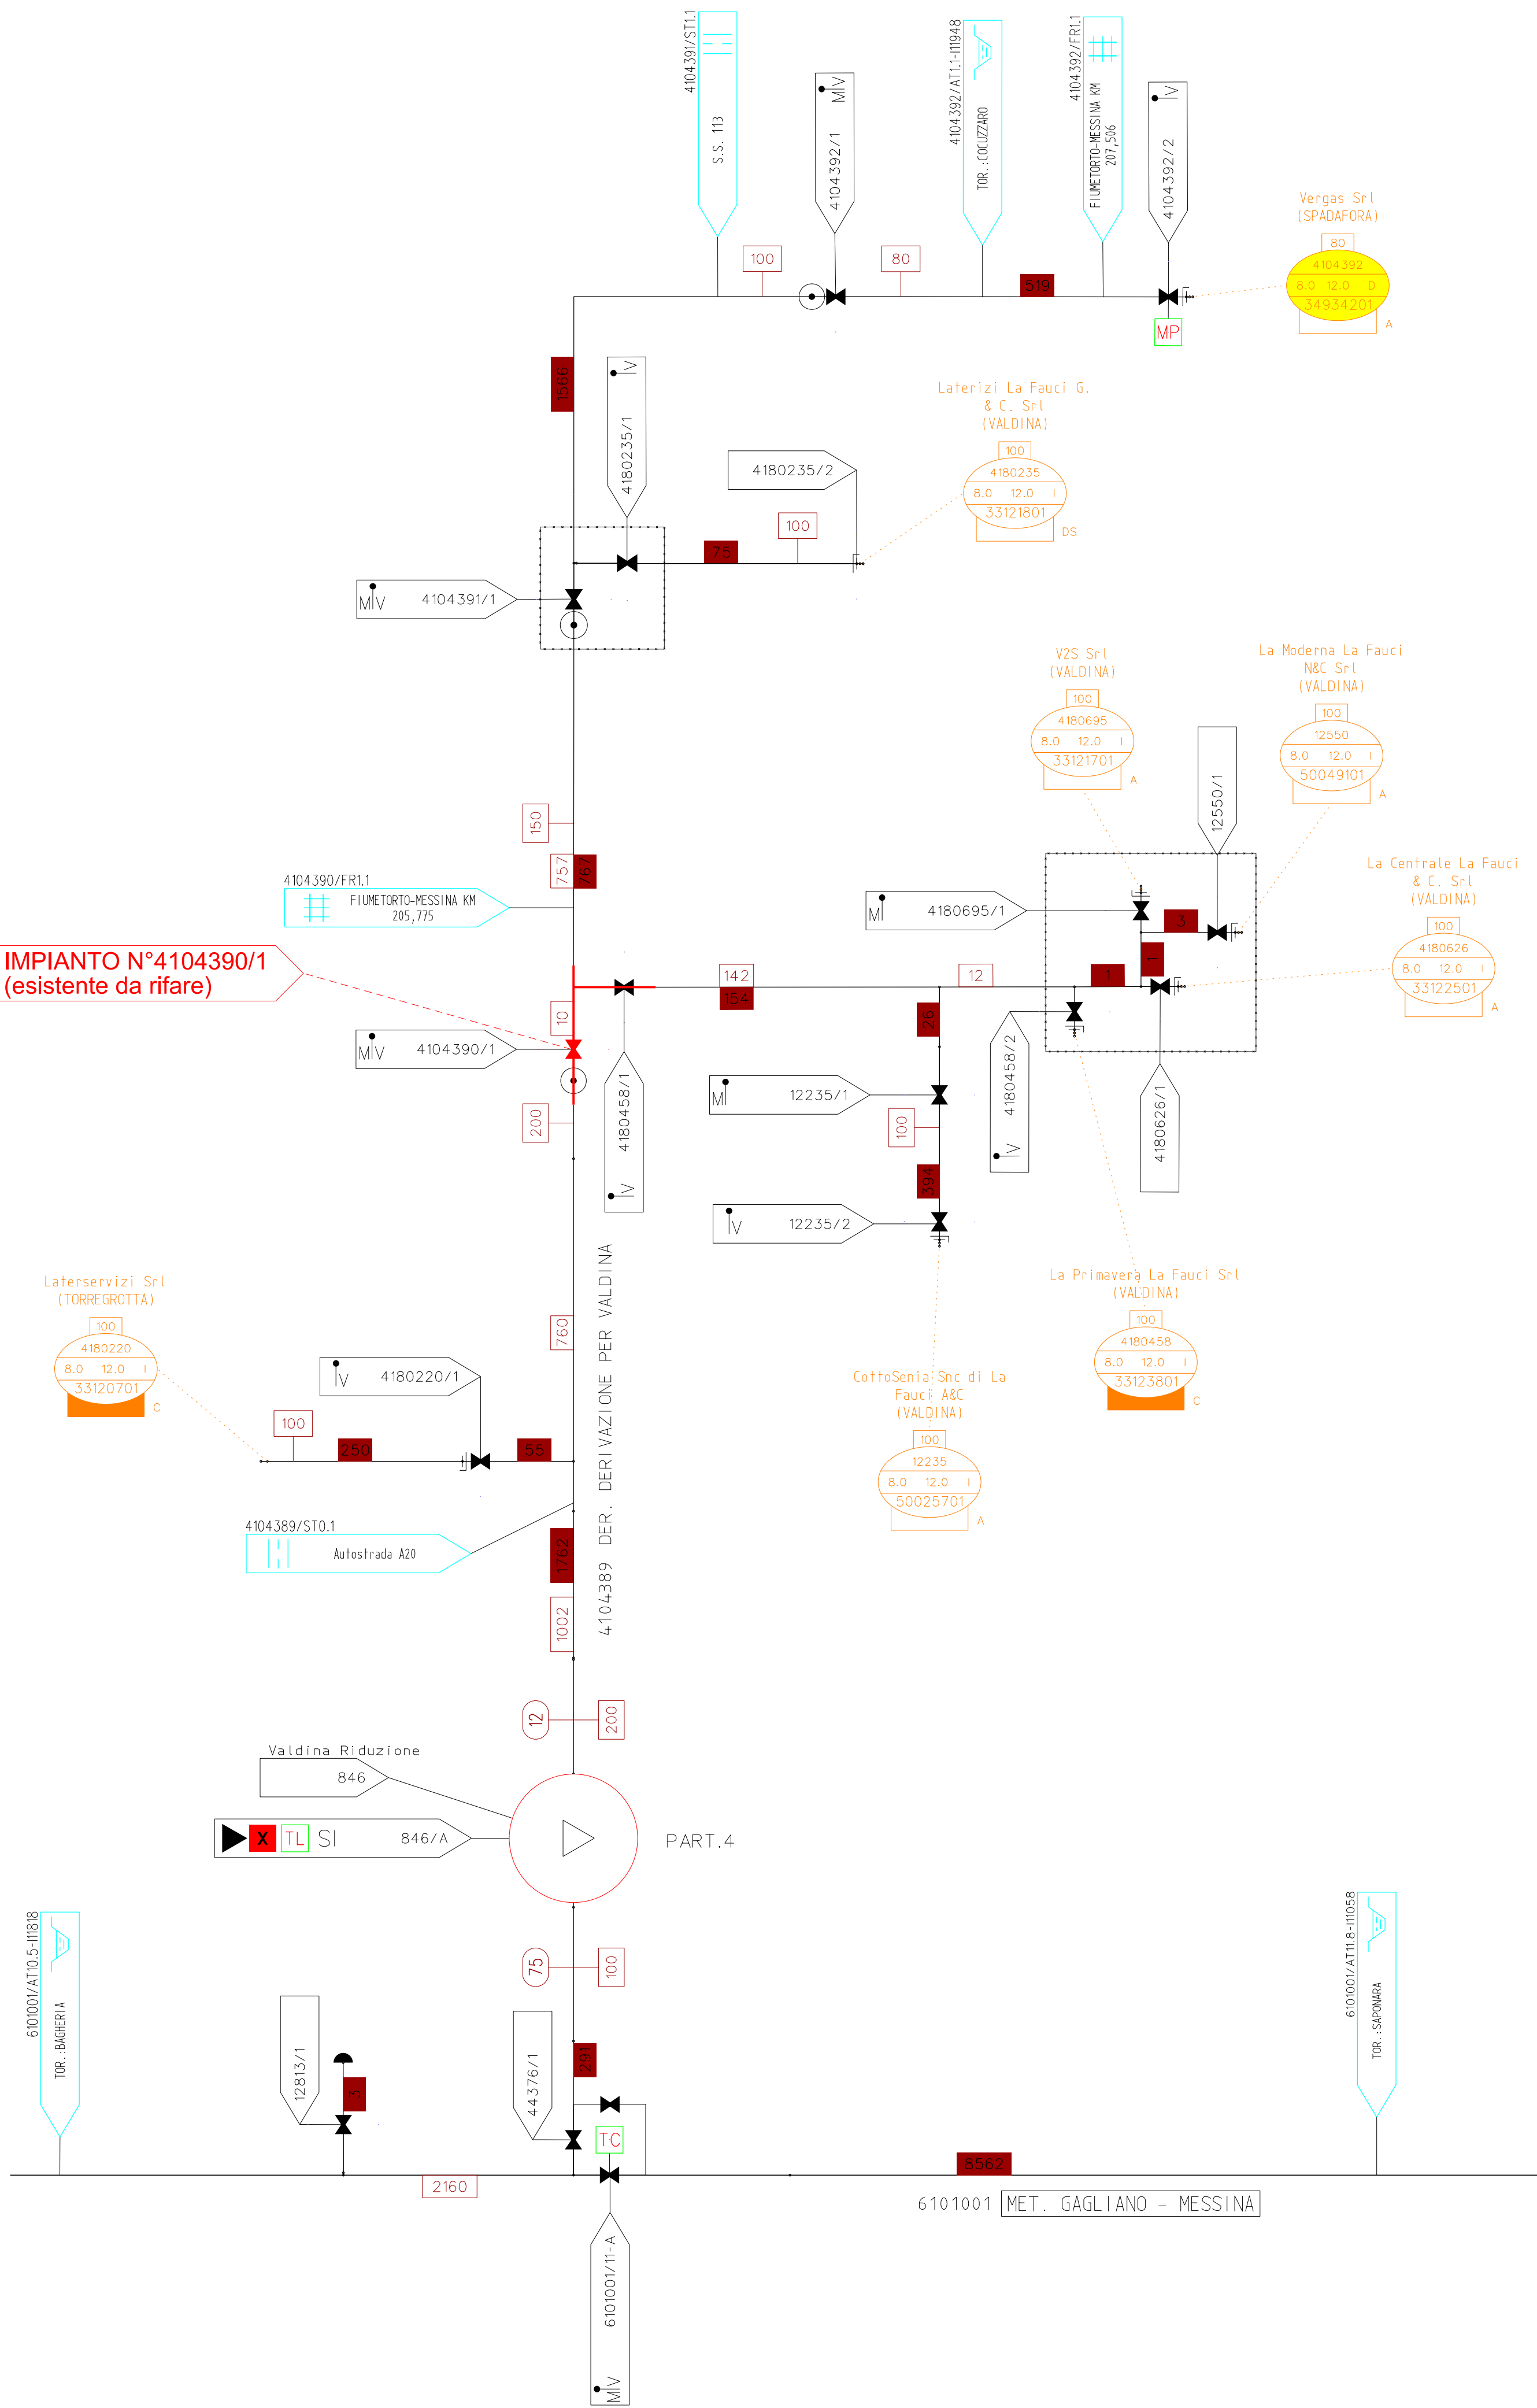 4104391/ST1.1
S.S. 113
MIV
4104392/1
4104392/AT1.1-I11948
TOR.:COCUZZARO
4104392/FR1.1
FIUMETORTO-MESSINA KM
207,506
IV
4104392/2
100
80
519
MP
Vergas Srl
(SPADAFORA)
80
4104392
8.0 12.0 D
34934201
A
1566
IV
4180235/1
4180235/2
100
75
Laterizi La Fauci G.
& C. Srl
(VALDINA)
100
4180235
8.0 12.0 I
33121801
DS
MIV 4104391/1
V2S Srl
(VALDINA)
100
4180695
8.0 12.0 I
33121701
A
La Moderna La Fauci
N&C Srl
(VALDINA)
100
12550
8.0 12.0 I
50049101
A
12550/1
150
757
767
4104390/FR1.1
FIUMETORTO-MESSINA KM
205,775
MI 4180695/1
3
1
1
La Centrale La Fauci
& C. Srl
(VALDINA)
100
4180626
8.0 12.0 I
33122501
A
IMPIANTO N°4104390/1
(esistente da rifare)
142
154
12
10
MIV 4104390/1
26
200
4180458/1
IV
MI 12235/1
100
394
4180458/2
IV
4180626/1
IV 12235/2
4104389 DER. DERIVAZIONE PER VALDINA
Laterservizi Srl
(TORREGROTTA)
100
4180220
8.0 12.0 I
33120701
C
760
IV 4180220/1
100
250
55
La Primavera La Fauci Srl
(VALDINA)
100
4180458
8.0 12.0 I
33123801
C
CottoSenia Snc di La
Fauci A&C
(VALDINA)
100
12235
8.0 12.0 I
50025701
A
4104389/ST0.1
Autostrada A20
1762
1002
12
200
Valdina Riduzione
846
X TL SI 846/A
PART.4
75
100
6101001/AT10.5-I11818
TOR.:BAGHERIA
6101001/AT11.8-I11058
TOR.:SAPONARA
12813/1
3
44376/1
291
TC
2160
8562
6101001 MET. GAGLIANO - MESSINA
6101001/11-A
MIV